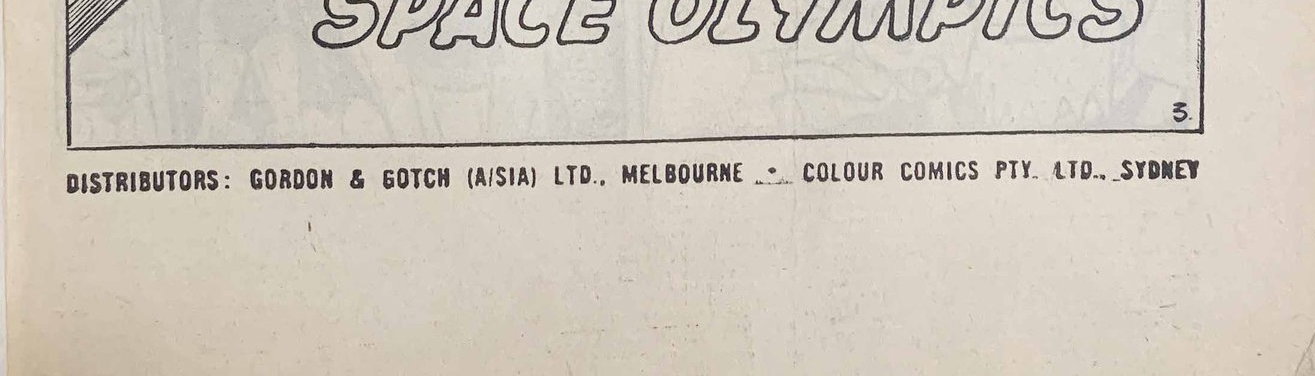 SPACE OLYMPICS
3.
DISTRIBUTORS: GORDON & GOTCH (A/SIA) LTD., MELBOURNE • COLOUR COMICS PTY. LTD., SYDNEY